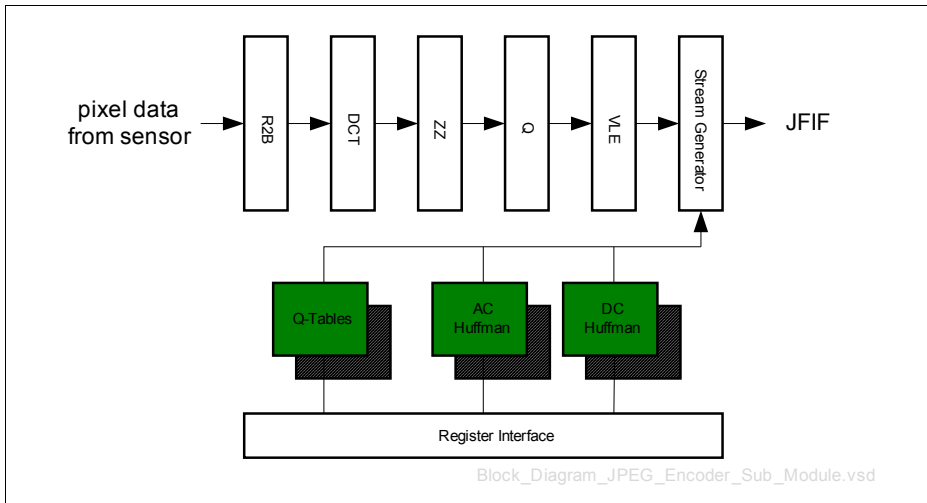 pixel data
from sensor
R2B
DCT
ZZ
Q
VLE
Stream Generator
JFIF
Q-Tables
AC
Huffman
DC
Huffman
Register Interface
Block_Diagram_JPEG_Encoder_Sub_Module.vsd